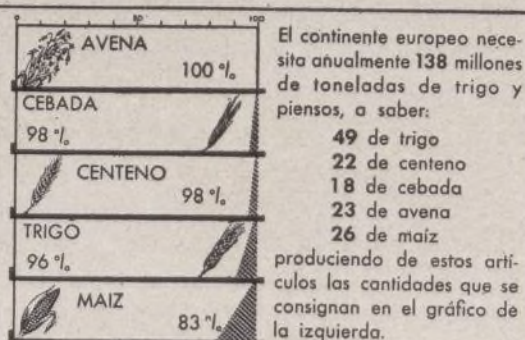 0 50 100
AVENA
100 %
CEBADA
98 %
CENTENO
98 %
TRIGO
96 %
MAIZ
83 %
El continente europeo nece-
sita anualmente 138 millones
de toneladas de trigo y
piensos, a saber:
49 de trigo
22 de centeno
18 de cebada
23 de avena
26 de maíz
produciendo de estos artí-
culos las cantidades que se
consignan en el gráfico de
la izquierda.